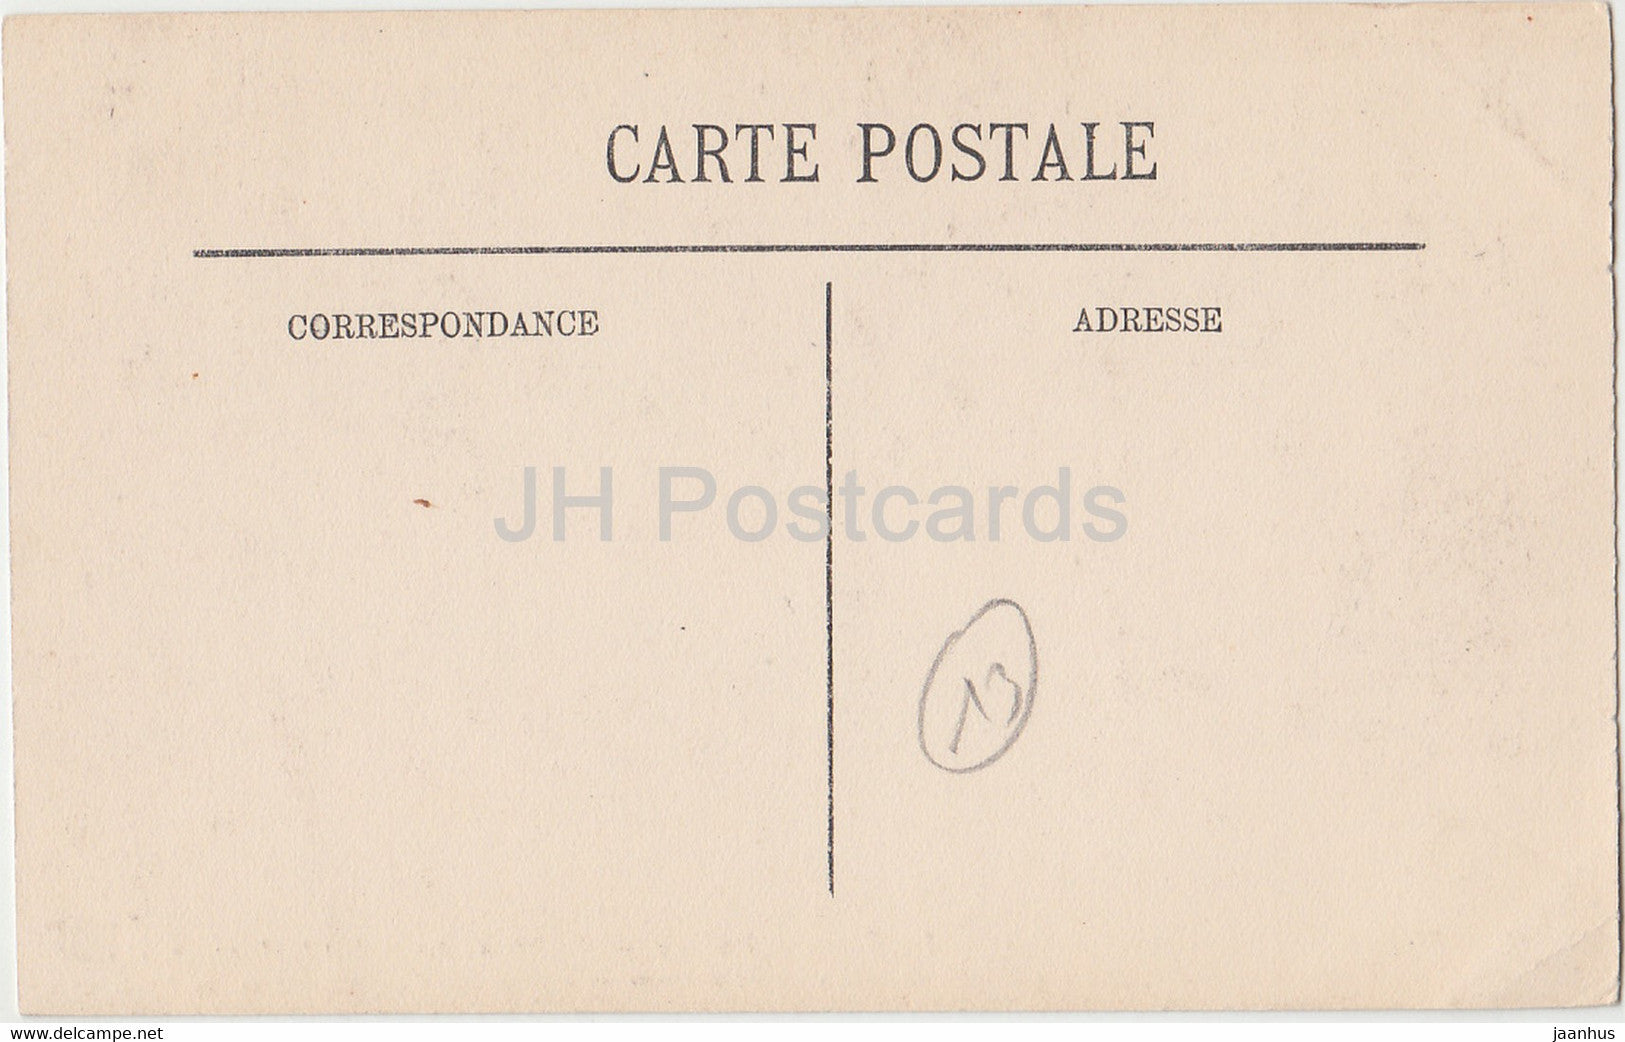 CARTE POSTALE
CORRESPONDANCE
ADRESSE
JH Postcards
13
www.delcampe.net
jaanhus